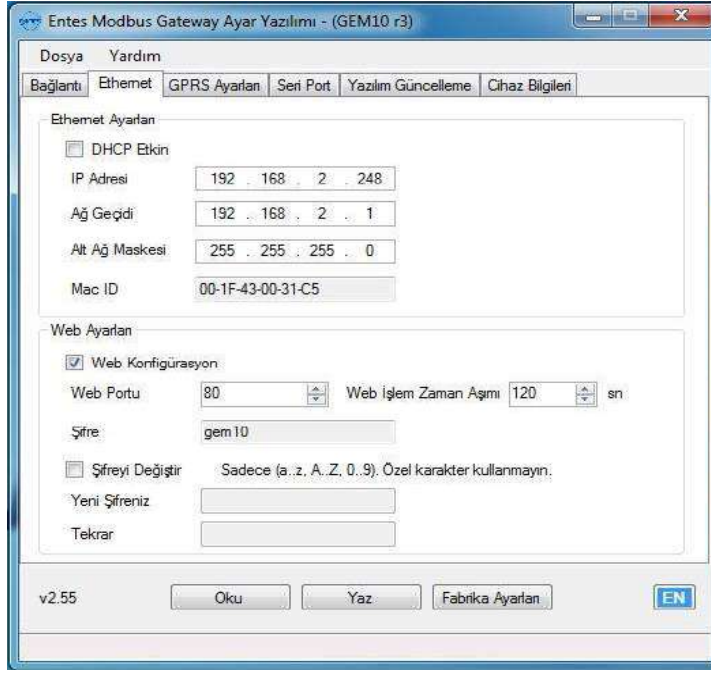 Entes Modbus Gateway Ayar Yazılımı - (GEM10 r3)
Dosya Yardım
Bağlantı Ethernet GPRS Ayarları Seri Port Yazılım Güncelleme Cihaz Bilgileri
Ethernet Ayarları
DHCP Etkin
IP Adresi 192 . 168 . 2 . 248
Ağ Geçidi 192 . 168 . 2 . 1
Alt Ağ Maskesi 255 . 255 . 255 . 0
Mac ID 00-1F-43-00-31-C5
Web Ayarları
Web Konfigürasyon
Web Portu 80 Web İşlem Zaman Aşımı 120 sn
Şifre gem10
Şifreyi Değiştir Sadece (a..z, A..Z, 0..9). Özel karakter kullanmayın.
Yeni Şifreniz
Tekrar
v2.55 Oku Yaz Fabrika Ayarları EN